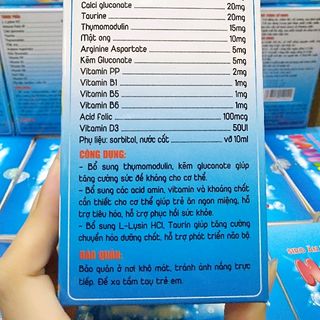 Calci gluconate 20mg
Taurine 20mg
Thymomodulin 15mg
Mật ong 10mg
Arginine Aspartate 5mg
Kẽm Gluconate 5mg
Vitamin PP 2mg
Vitamin B1 1mg
Vitamin B5 1mg
Vitamin B6 1mg
Acid Folic 100mcg
Vitamin D3 50UI
Phụ liệu: sorbitol, nước cất vđ 10ml
CÔNG DỤNG:
- Bổ sung thymomodulin, kẽm gluconate giúp
tăng cường sức đề kháng cho cơ thể.
- Bổ sung các acid amin, vitamin và khoáng chất
cần thiết cho cơ thể giúp trẻ ăn ngon miệng, hỗ
trợ tiêu hóa, hỗ trợ phục hồi sức khỏe.
- Bổ sung L-Lysin HCl, Taurin giúp tăng cường
chuyển hóa dưỡng chất, hỗ trợ phát triển não bộ.
BẢO QUẢN:
Bảo quản ở nơi khô mát, tránh ánh nắng trực
tiếp. Để xa tầm tay trẻ em.